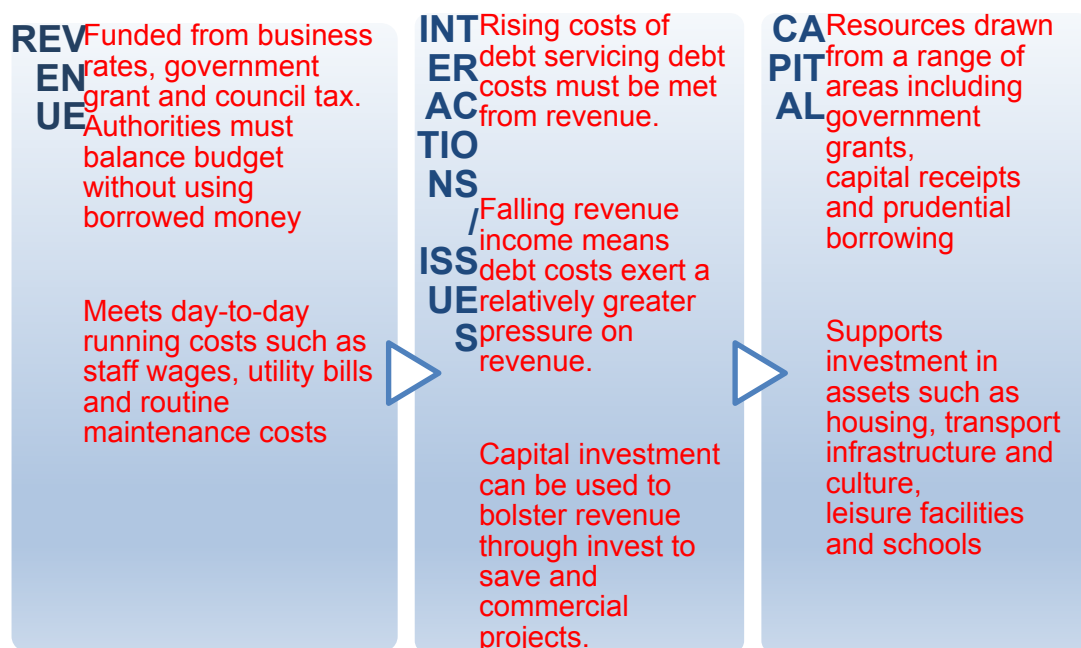 REV
EN
UE
Funded from business
rates, government
grant and council tax.
Authorities must
balance budget
without using
borrowed money
Meets day-to-day
running costs such as
staff wages, utility bills
and routine
maintenance costs
INT
ER
AC
TIO
NS
/
ISS
UE
S
Rising costs of
debt servicing debt
costs must be met
from revenue.
Falling revenue
income means
debt costs exert a
relatively greater
pressure on
revenue.
Capital investment
can be used to
bolster revenue
through invest to
save and
commercial
projects.
CA
PIT
AL
Resources drawn
from a range of
areas including
government
grants,
capital receipts
and prudential
borrowing
Supports
investment in
assets such as
housing, transport
infrastructure and
culture,
leisure facilities
and schools